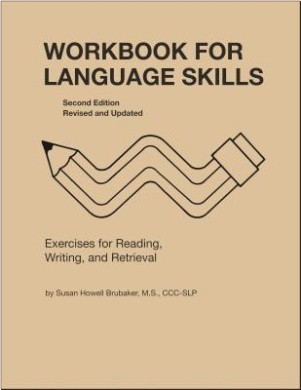 WORKBOOK FOR
LANGUAGE SKILLS
Second Edition
Revised and Updated
Exercises for Reading,
Writing, and Retrieval
by Susan Howell Brubaker, M.S., CCC-SLP